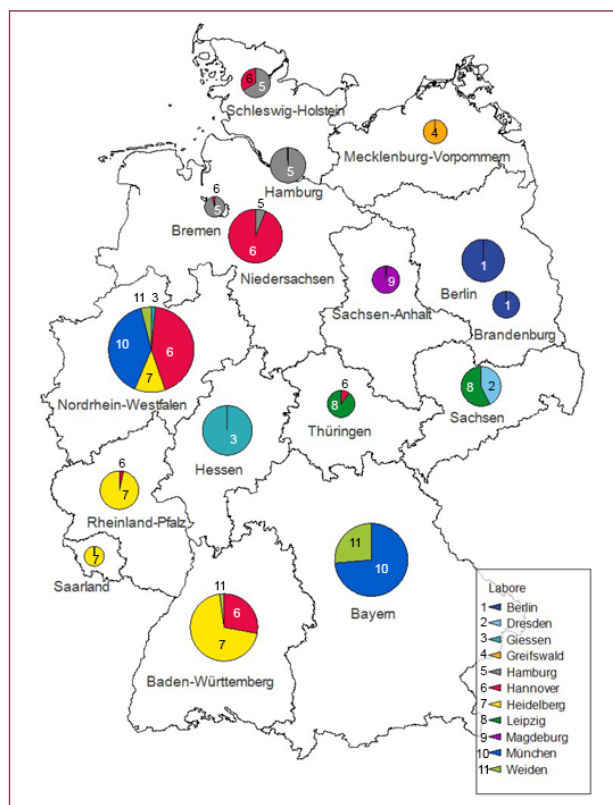 6
5
Schleswig-Holstein
4
Mecklenburg-Vorpommern
5
Hamburg
6
5
Bremen
5
6
Niedersachsen
1
Berlin
9
Sachsen-Anhalt
1
Brandenburg
11
3
10
6
7
Nordrhein-Westfalen
8
2
Sachsen
6
8
Thüringen
3
Hessen
6
7
Rheinland-Pfalz
7
Saarland
11
10
Bayern
11
6
7
Baden-Württemberg
Labore
1 Berlin
2 Dresden
3 Giessen
4 Greifswald
5 Hamburg
6 Hannover
7 Heidelberg
8 Leipzig
9 Magdeburg
10 München
11 Weiden